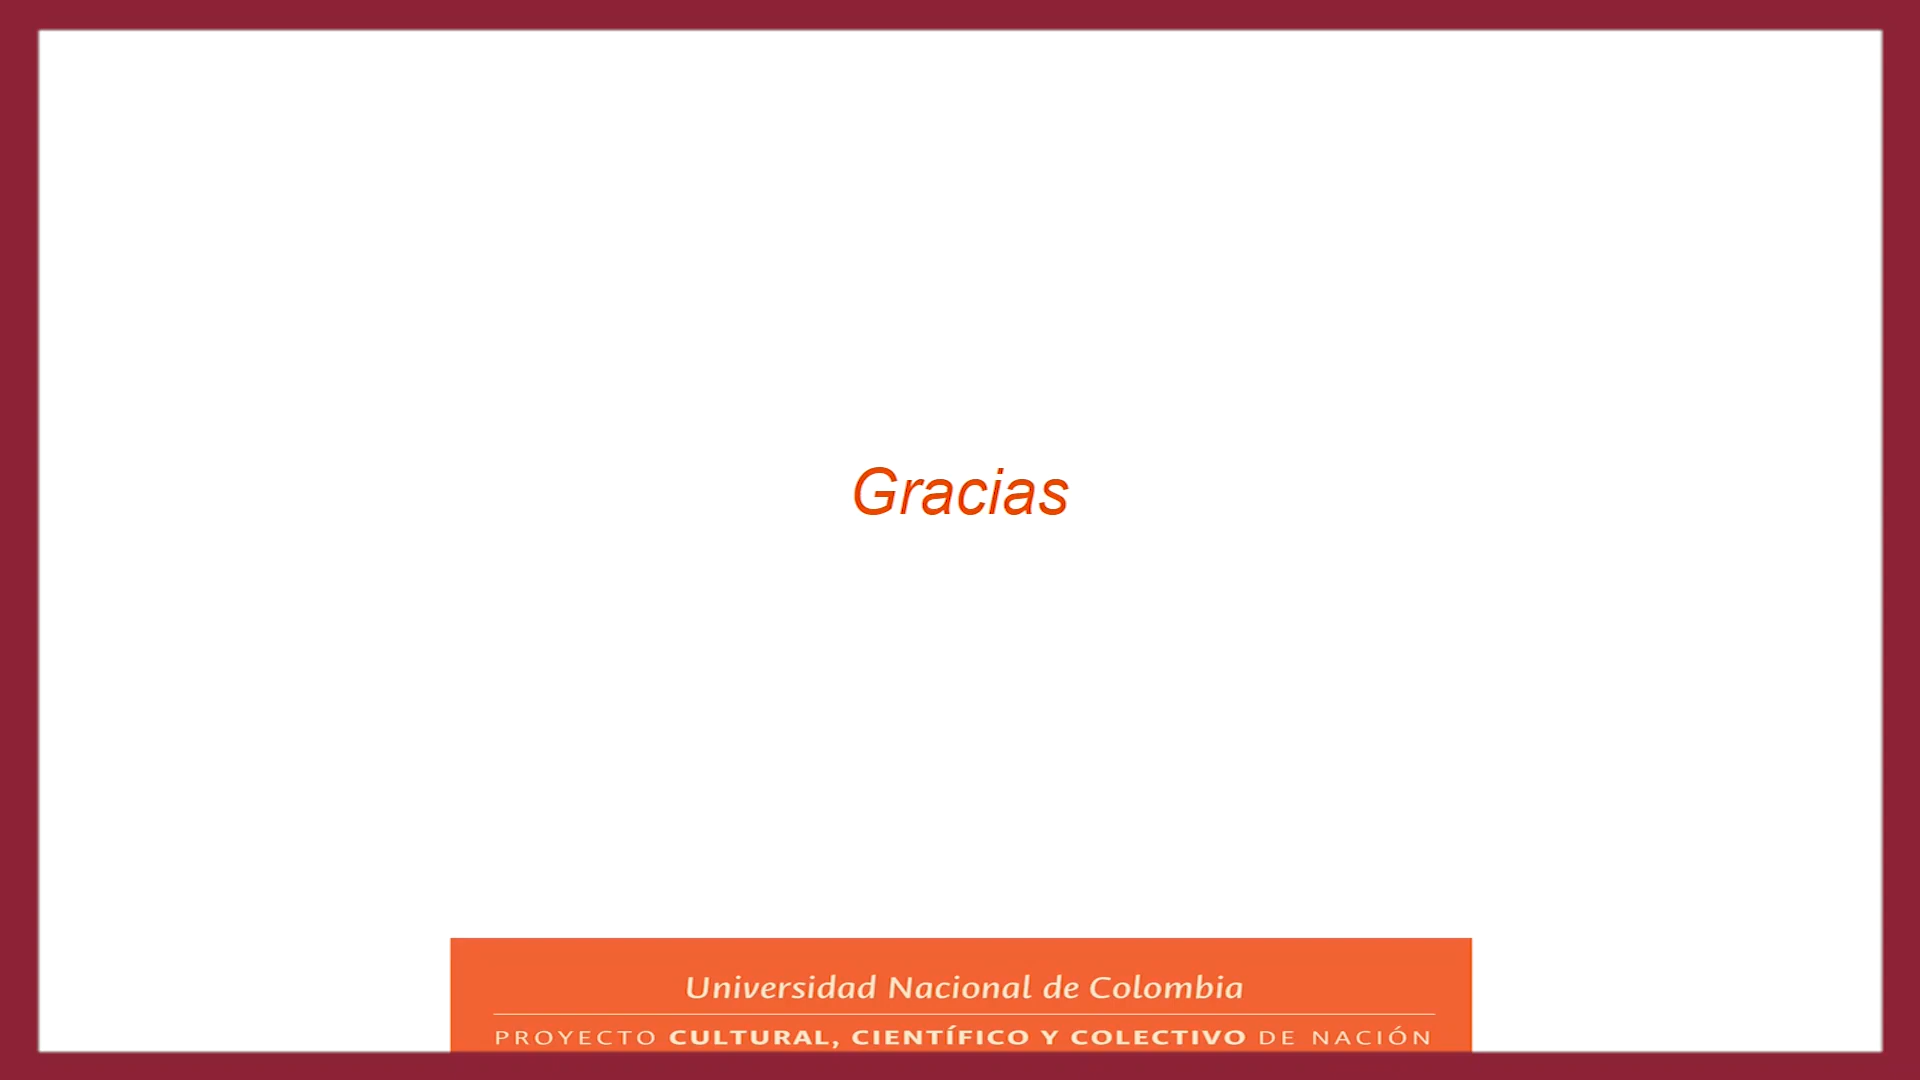 Gracias
Universidad Nacional de Colombia
PROYECTO CULTURAL, CIENTÍFICO Y COLECTIVO DE NACIÓN